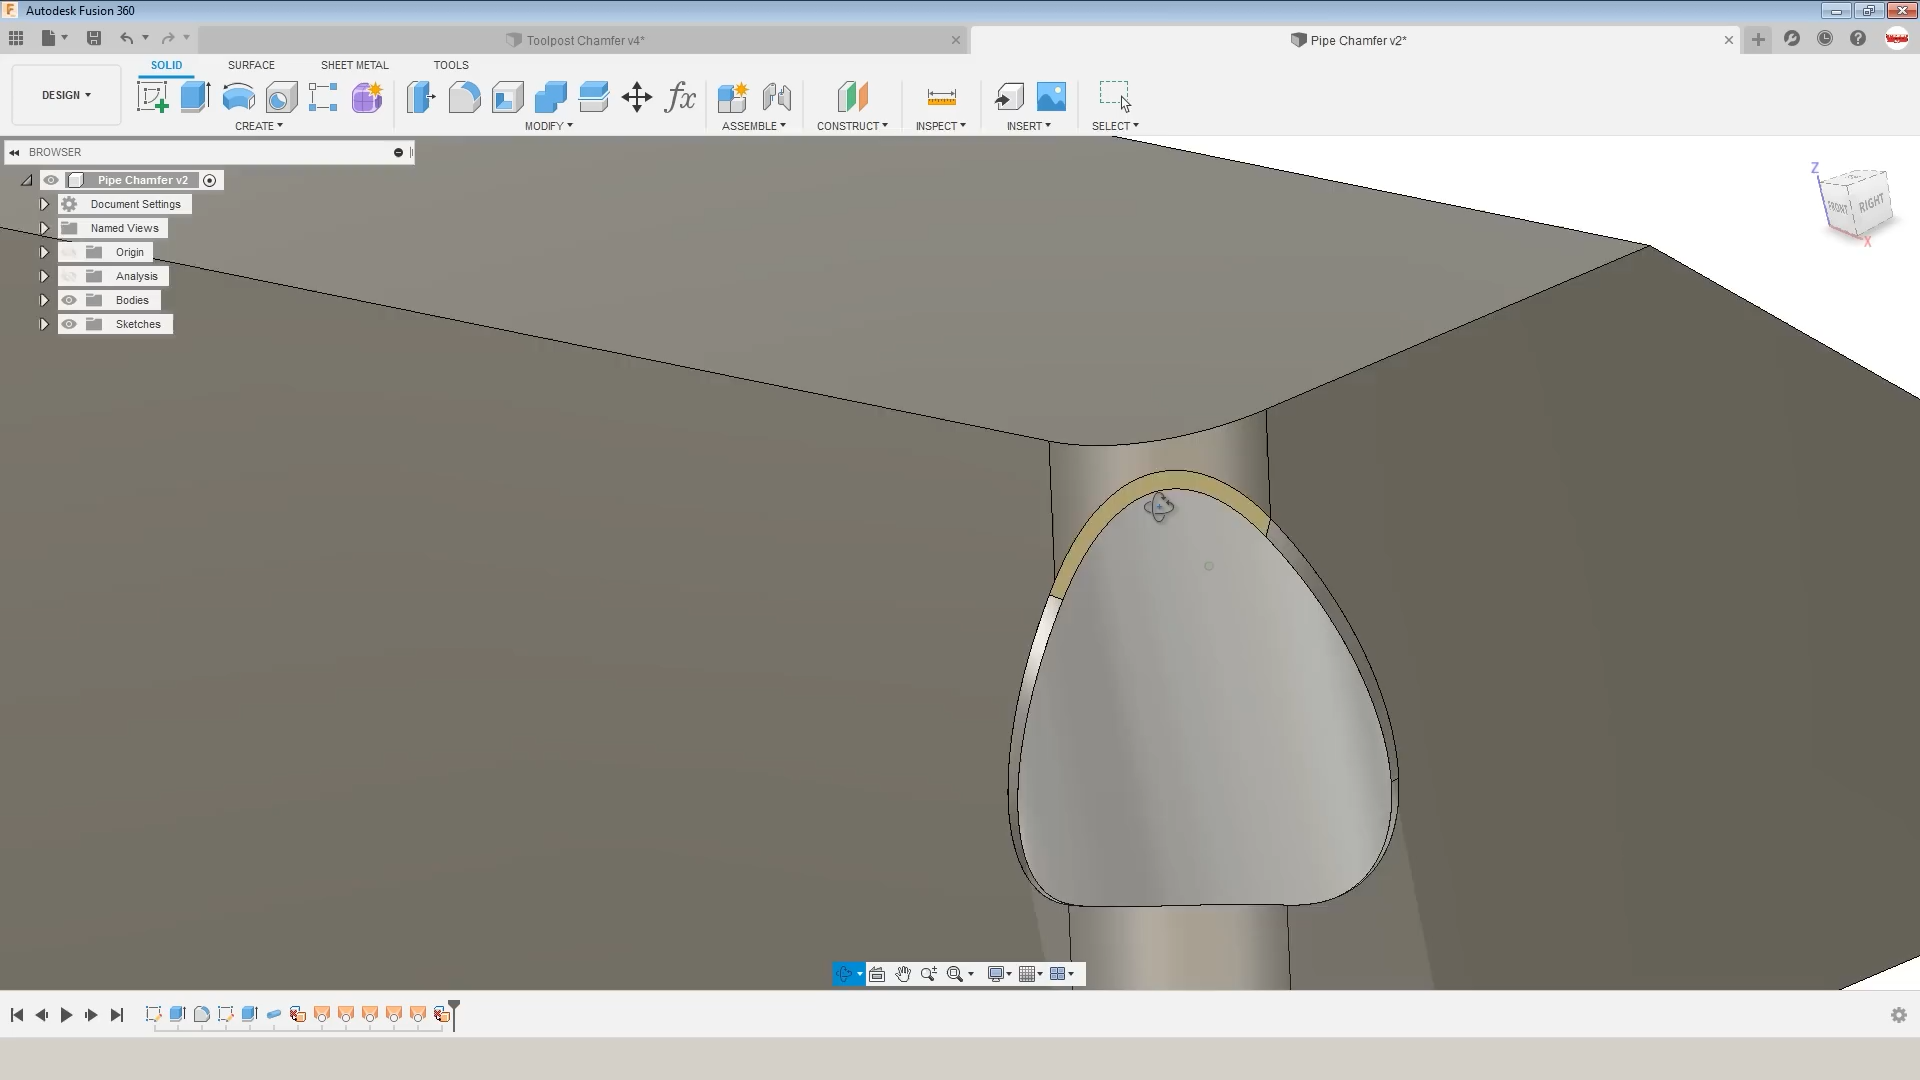 Autodesk Fusion 360
Toolpost Chamfer v4*
Pipe Chamfer v2*
SOLID SURFACE SHEET METAL TOOLS
DESIGN
CREATE MODIFY ASSEMBLE CONSTRUCT INSPECT INSERT SELECT
BROWSER
Pipe Chamfer v2
Document Settings
Named Views
Origin
Analysis
Bodies
Sketches
Z
FRONT RIGHT
X